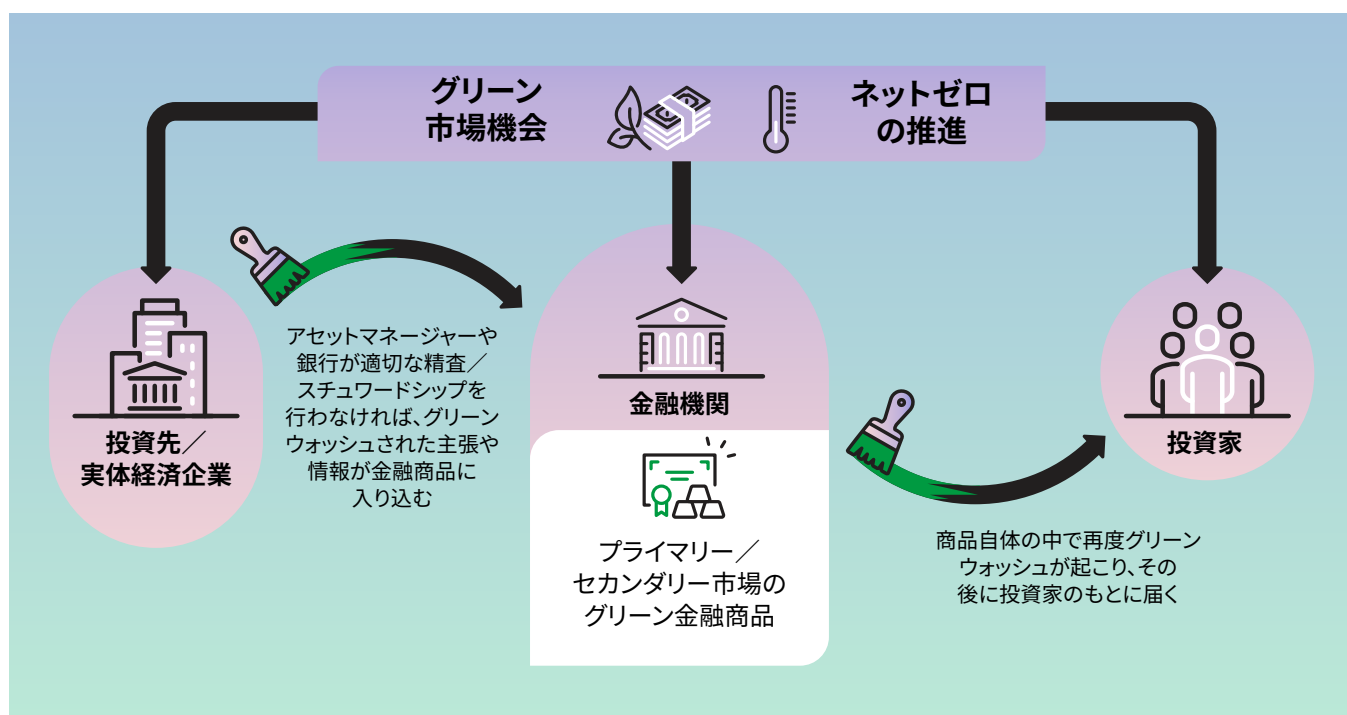 グリーン
市場機会
ネットゼロ
の推進
アセットマネージャーや
銀行が適切な精査／
スチュワードシップを
行わなければ、グリーン
ウォッシュされた主張や
情報が金融商品に
入り込む
投資先／
実体経済企業
金融機関
プライマリー／
セカンダリー市場の
グリーン金融商品
投資家
商品自体の中で再度グリーン
ウォッシュが起こり、その
後に投資家のもとに届く